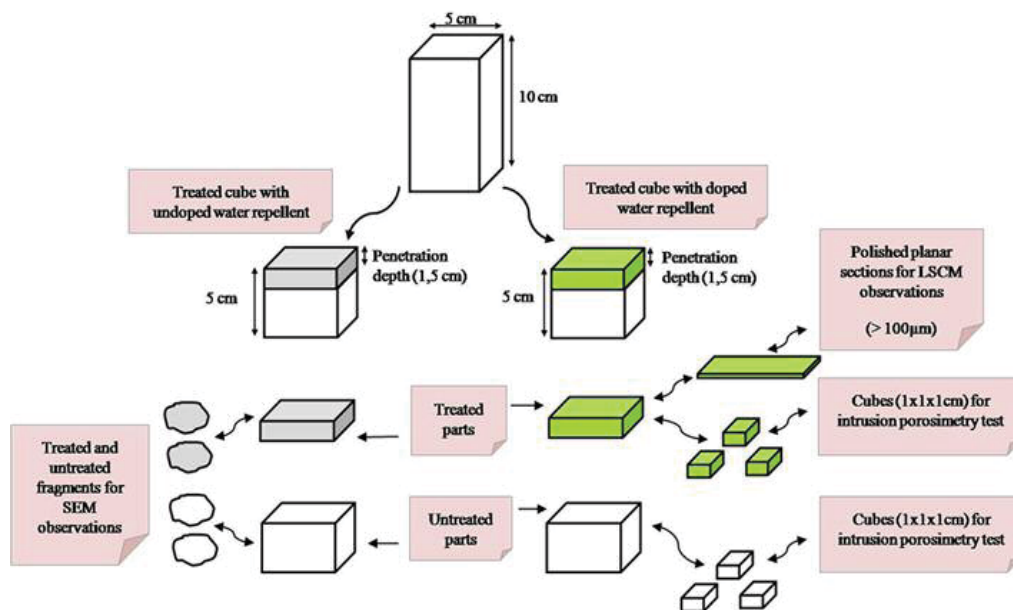 5 cm
10 cm
Treated cube with
undoped water repellent
Treated cube with doped
water repellent
Penetration
depth (1,5 cm)
5 cm
Penetration
depth (1,5 cm)
5 cm
Polished planar
sections for LSCM
observations
(> 100µm)
Treated
parts
Cubes (1x1x1cm) for
intrusion porosimetry test
Treated and
untreated
fragments for
SEM
observations
Untreated
parts
Cubes (1x1x1cm) for
intrusion porosimetry test